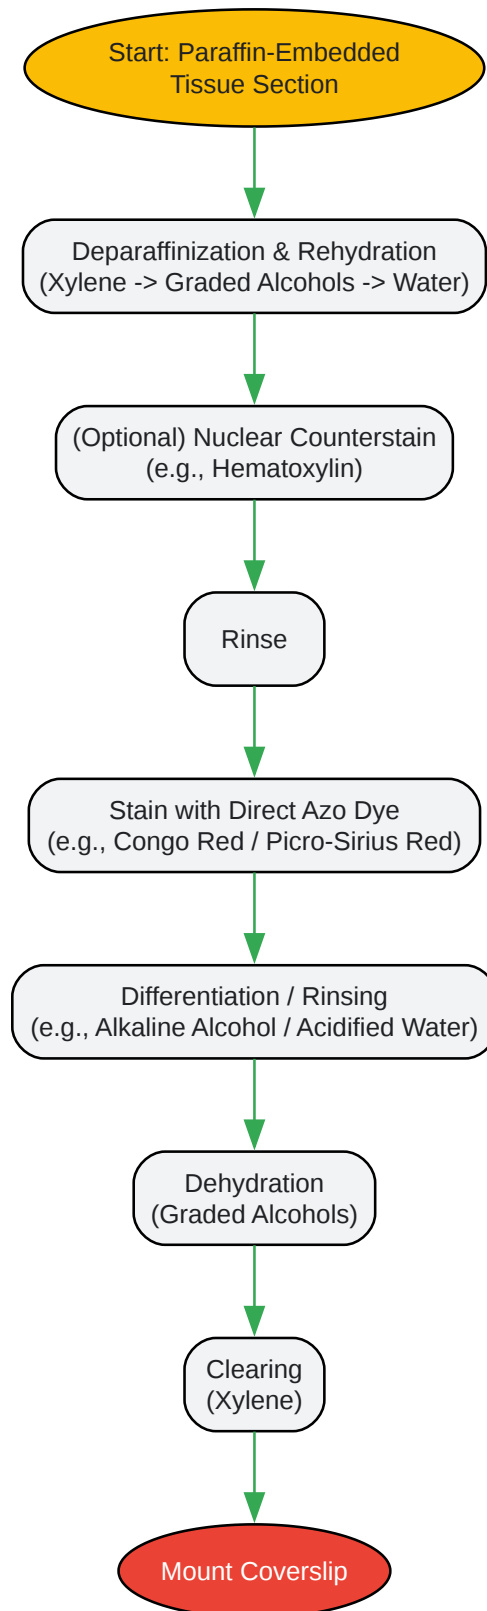 Start: Paraffin-Embedded
Tissue Section
Deparaffinization & Rehydration
(Xylene -> Graded Alcohols -> Water)
(Optional) Nuclear Counterstain
(e.g., Hematoxylin)
Rinse
Stain with Direct Azo Dye
(e.g., Congo Red / Picro-Sirius Red)
Differentiation / Rinsing
(e.g., Alkaline Alcohol / Acidified Water)
Dehydration
(Graded Alcohols)
Clearing
(Xylene)
Mount Coverslip